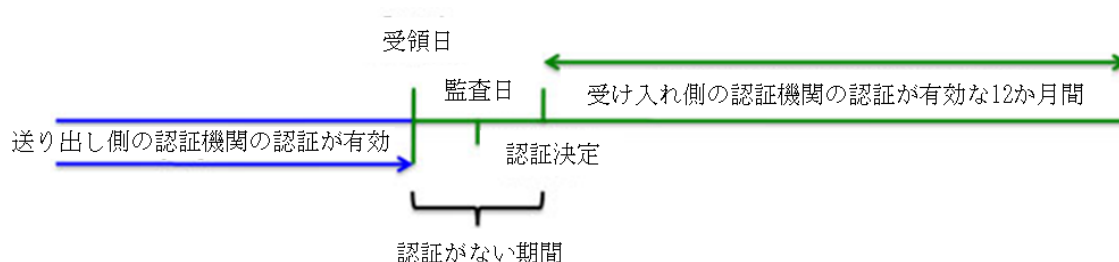 受領日
監査日
受け入れ側の認証機関の認証が有効な12か月間
送り出し側の認証機関の認証が有効
認証決定
認証がない期間